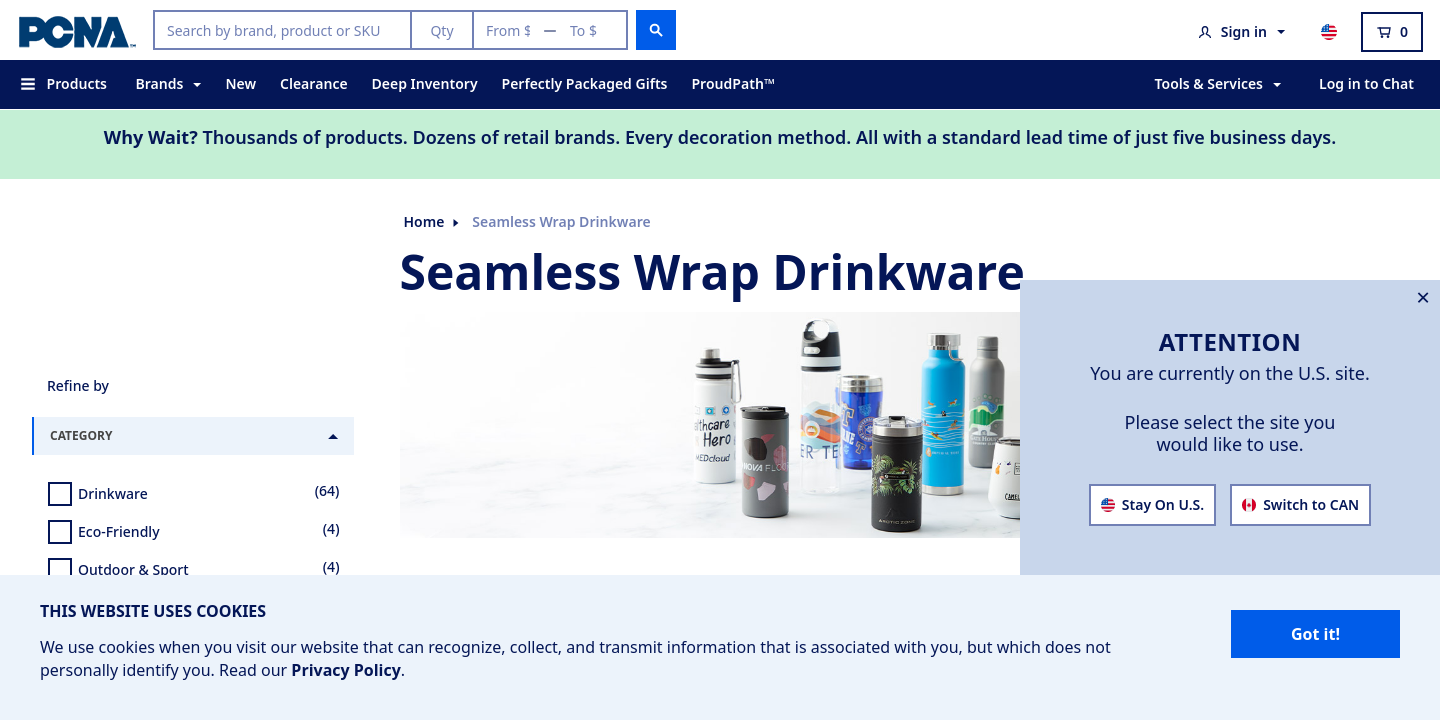 PCNA™
Search by brand, product or SKU
Qty
From $
To $
Sign in
0
Products
Brands
New
Clearance
Deep Inventory
Perfectly Packaged Gifts
ProudPath™
Tools & Services
Log in to Chat
Why Wait? Thousands of products. Dozens of retail brands. Every decoration method. All with a standard lead time of just five business days.
Home
Seamless Wrap Drinkware
Seamless Wrap Drinkware
ATTENTION
You are currently on the U.S. site.
Please select the site you
would like to use.
Stay On U.S.
Switch to CAN
Refine by
CATEGORY
Drinkware
(64)
Eco-Friendly
(4)
Outdoor & Sport
(4)
Hero
MEDcloud
NOVA FLO
THIS WEBSITE USES COOKIES
We use cookies when you visit our website that can recognize, collect, and transmit information that is associated with you, but which does not
personally identify you. Read our Privacy Policy.
Got it!